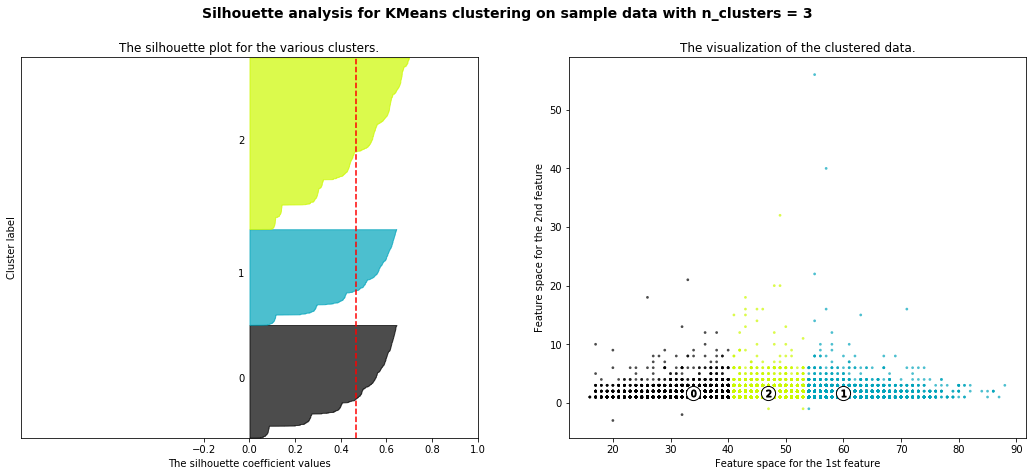 Silhouette analysis for KMeans clustering on sample data with n_clusters = 3
The silhouette plot for the various clusters.
Cluster label
2
1
0
−0.2 0.0 0.2 0.4 0.6 0.8 1.0
The silhouette coefficient values
The visualization of the clustered data.
Feature space for the 2nd feature
50
40
30
20
10
0
0 2 1
20 30 40 50 60 70 80 90
Feature space for the 1st feature